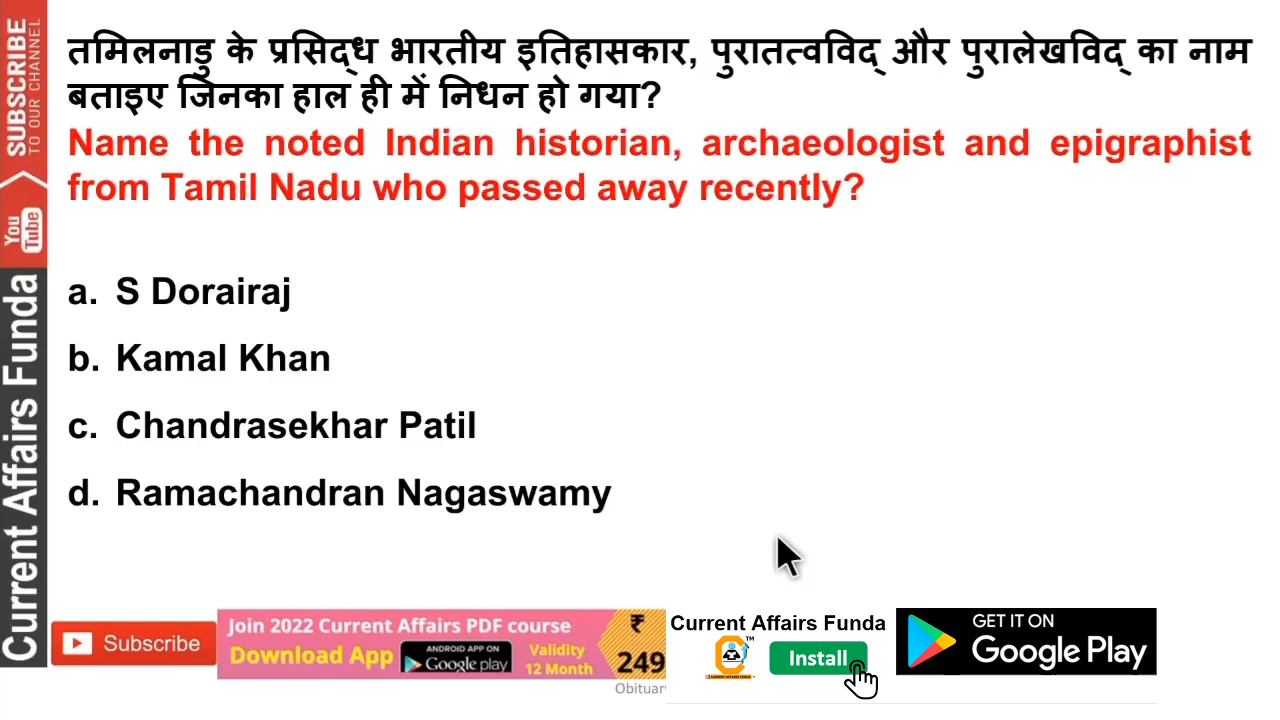 SUBSCRIBE
TO OUR CHANNEL
You
Tube
Current Affairs Funda
तमिलनाडु के प्रसिद्ध भारतीय इतिहासकार, पुरातत्वविद् और पुरालेखविद् का नाम
बताइए जिनका हाल ही में निधन हो गया?
Name the noted Indian historian, archaeologist and epigraphist
from Tamil Nadu who passed away recently?
a. S Dorairaj
b. Kamal Khan
c. Chandrasekhar Patil
d. Ramachandran Nagaswamy
Subscribe
Join 2022 Current Affairs PDF course
Download App
ANDROID APP ON
Google play
Validity
12 Month
₹
249
Current Affairs Funda
Install
GET IT ON
Google Play